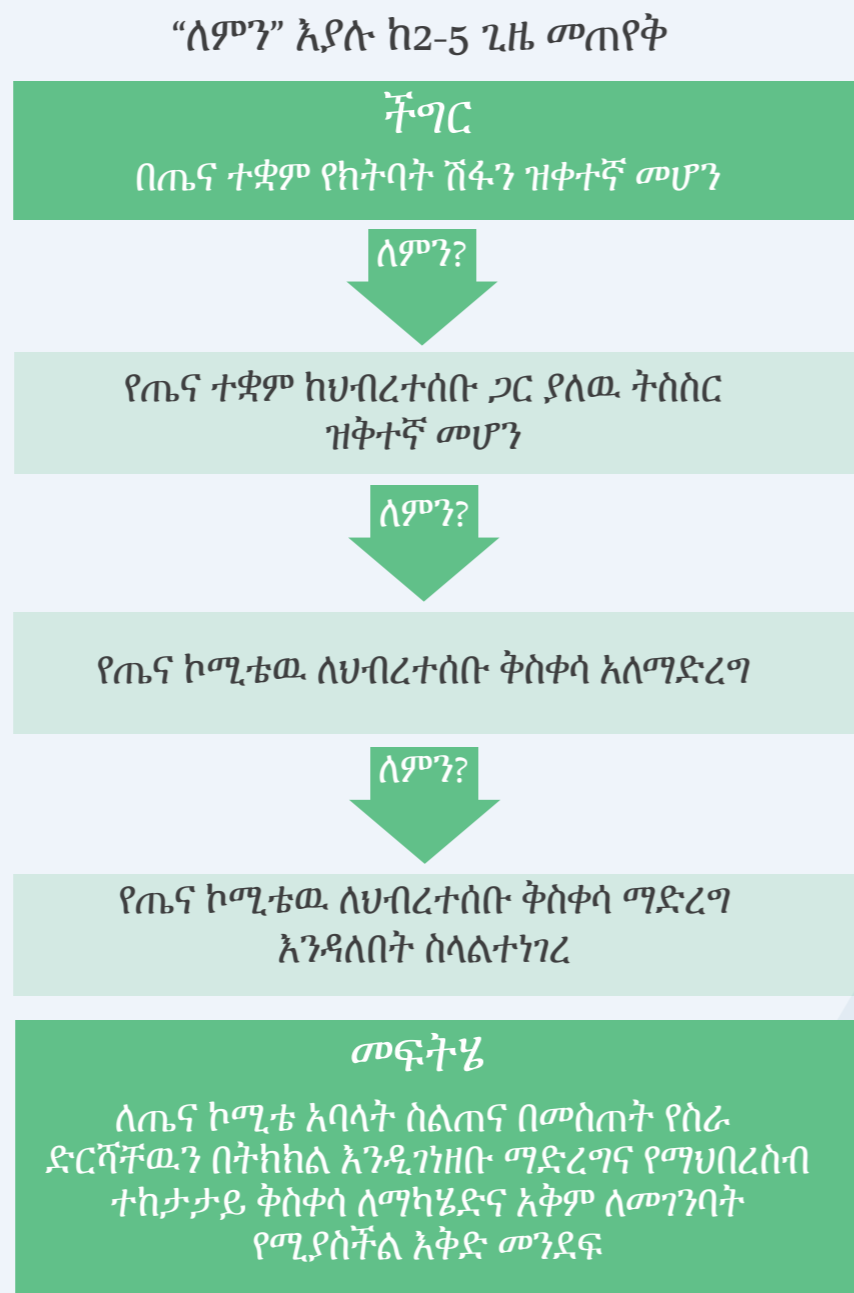 “ለምን” እያሉ ከ2-5 ጊዜ መጠየቅ
ችግር
በጤና ተቋም የክትባት ሽፋን ዝቀተኛ መሆን
ለምን?
የጤና ተቋም ከህብረተሰቡ ጋር ያለዉ ትስስር
ዝቅተኛ መሆን
ለምን?
የጤና ኮሚቴዉ ለህብረተሰቡ ቅስቀሳ አለማድረግ
ለምን?
የጤና ኮሚቴዉ ለህብረተሰቡ ቅስቀሳ ማድረግ
እንዳለበት ስላልተነገረ
መፍትሄ
ለጤና ኮሚቴ አባላት ስልጠና በመስጠት የስራ
ድርሻቸዉን በትክክል እንዲገነዘቡ ማድረግና የማህበረስብ
ተከታታይ ቅስቀሳ ለማካሄድና አቅም ለመገንባት
የሚያስችል እቅድ መንደፍ